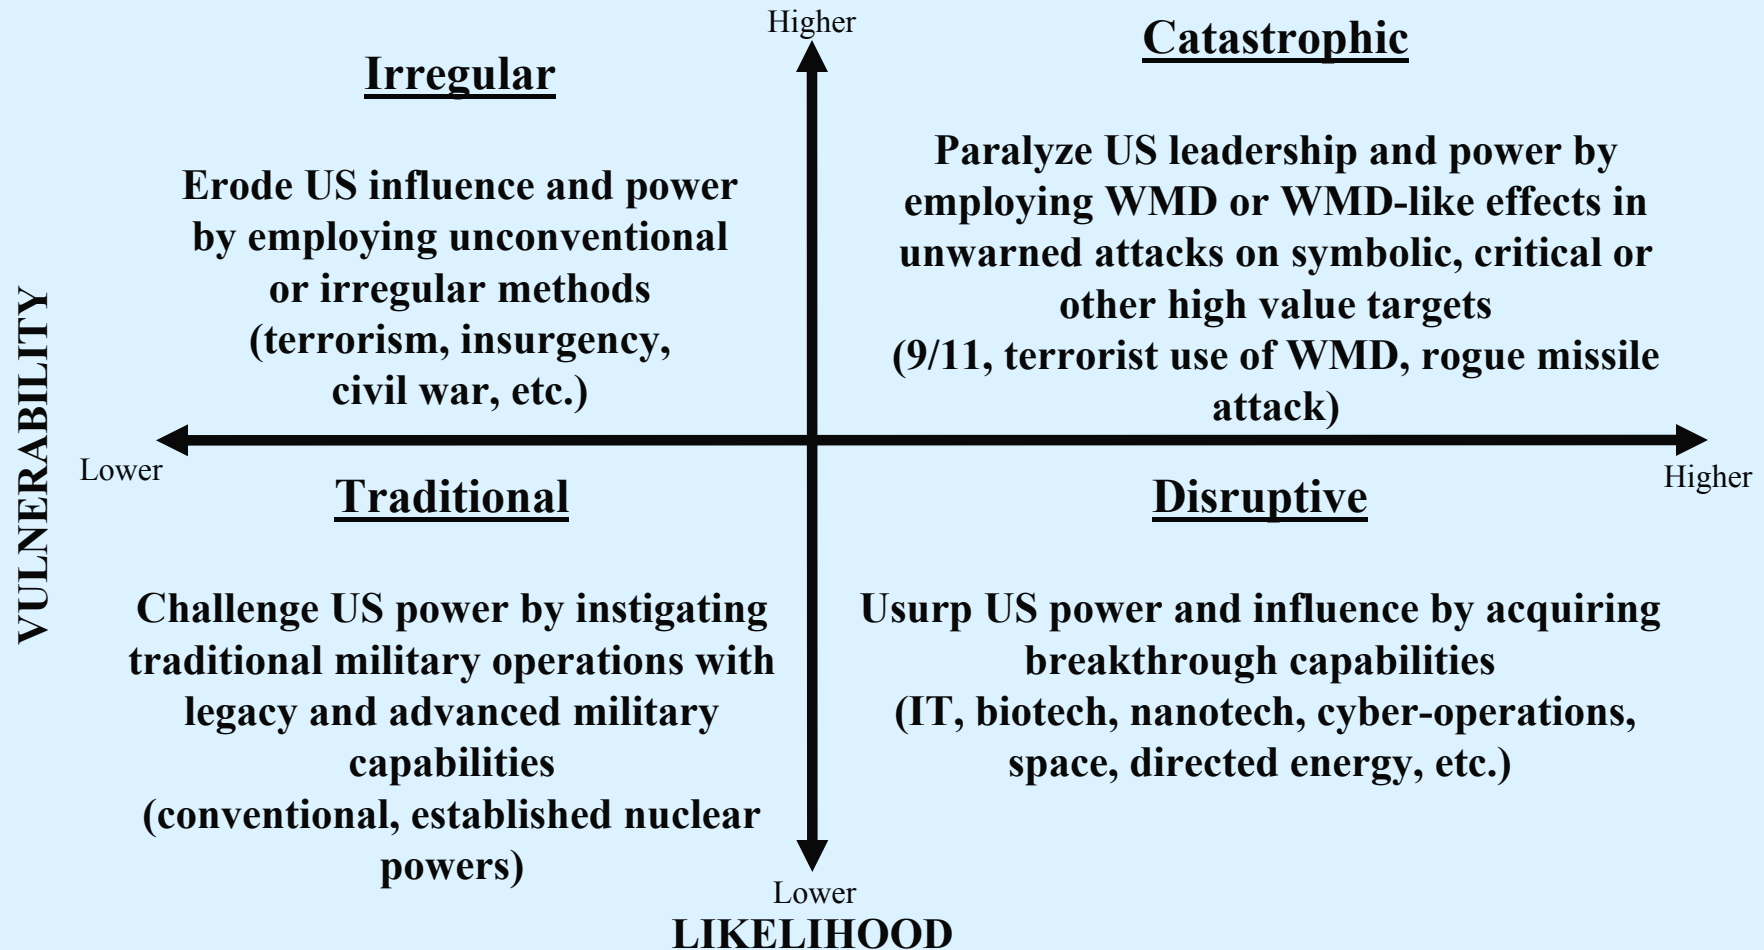 Higher
Irregular
Erode US influence and power
by employing unconventional
or irregular methods
(terrorism, insurgency,
civil war, etc.)
Catastrophic
Paralyze US leadership and power by
employing WMD or WMD-like effects in
unwarned attacks on symbolic, critical or
other high value targets
(9/11, terrorist use of WMD, rogue missile
attack)
VULNERABILITY
Lower
Higher
Traditional
Challenge US power by instigating
traditional military operations with
legacy and advanced military
capabilities
(conventional, established nuclear
powers)
Disruptive
Usurp US power and influence by acquiring
breakthrough capabilities
(IT, biotech, nanotech, cyber-operations,
space, directed energy, etc.)
Lower
LIKELIHOOD